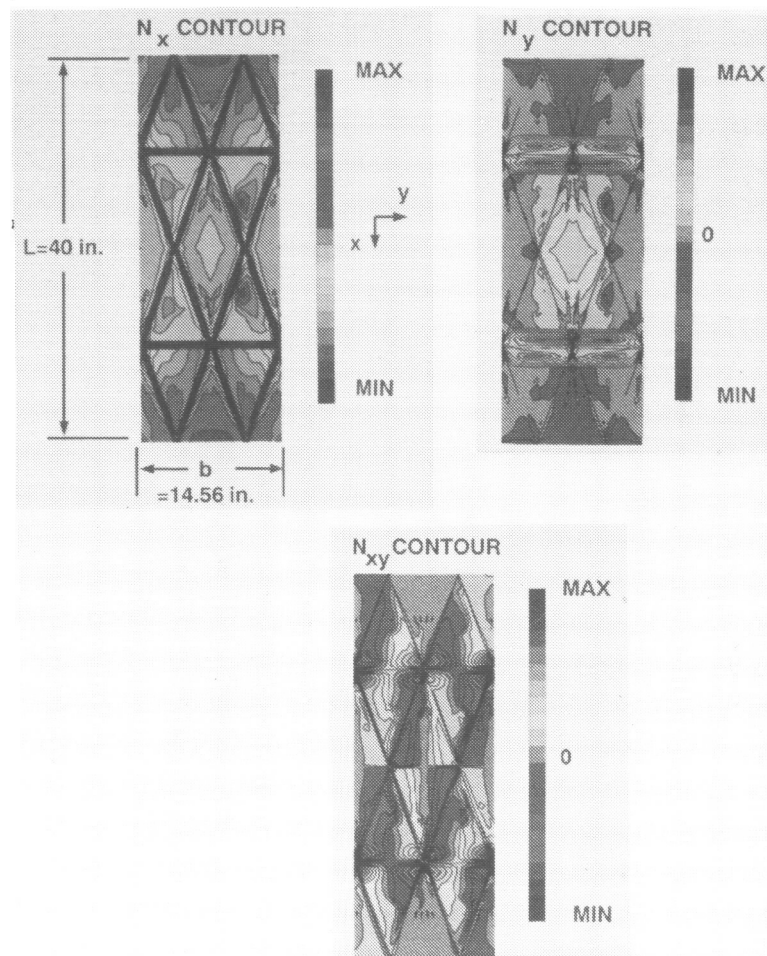 N x CONTOUR
MAX
L=40 in.
y
x
MIN
b
=14.56 in.
N y CONTOUR
MAX
0
MIN
N xy CONTOUR
MAX
0
MIN